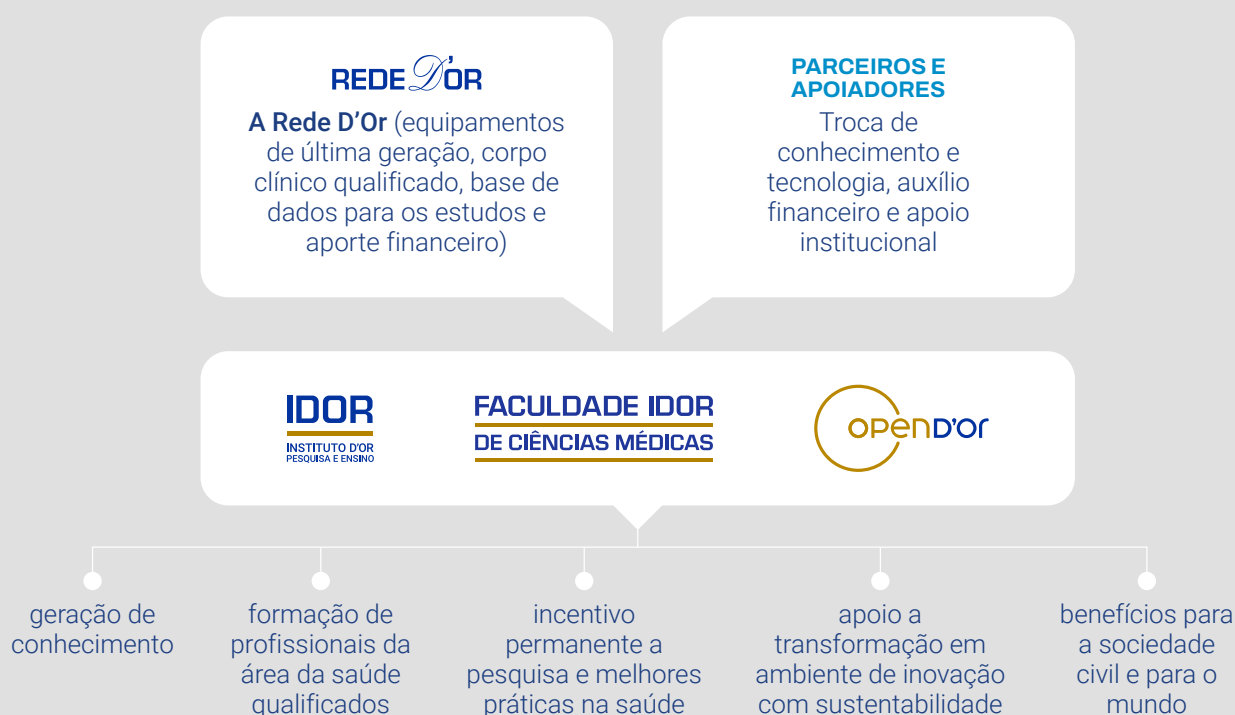 REDE D'OR
A Rede D'Or (equipamentos
de última geração, corpo
clínico qualificado, base de
dados para os estudos e
aporte financeiro)
PARCEIROS E
APOIADORES
Troca de
conhecimento e
tecnologia, auxílio
financeiro e apoio
institucional
IDOR
INSTITUTO D'OR
PESQUISA E ENSINO
FACULDADE IDOR
DE CIÊNCIAS MÉDICAS
OPEN D'Or
geração de
conhecimento
formação de
profissionais da
área da saúde
qualificados
incentivo
permanente a
pesquisa e melhores
práticas na saúde
apoio a
transformação em
ambiente de inovação
com sustentabilidade
benefícios para
a sociedade
civil e para o
mundo